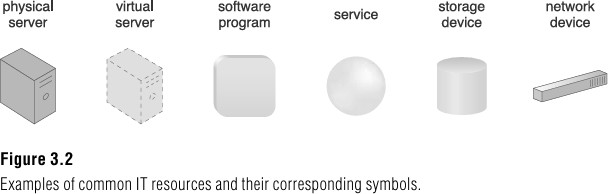 physical
server
virtual
server
software
program
service
storage
device
network
device
Figure 3.2
Examples of common IT resources and their corresponding symbols.